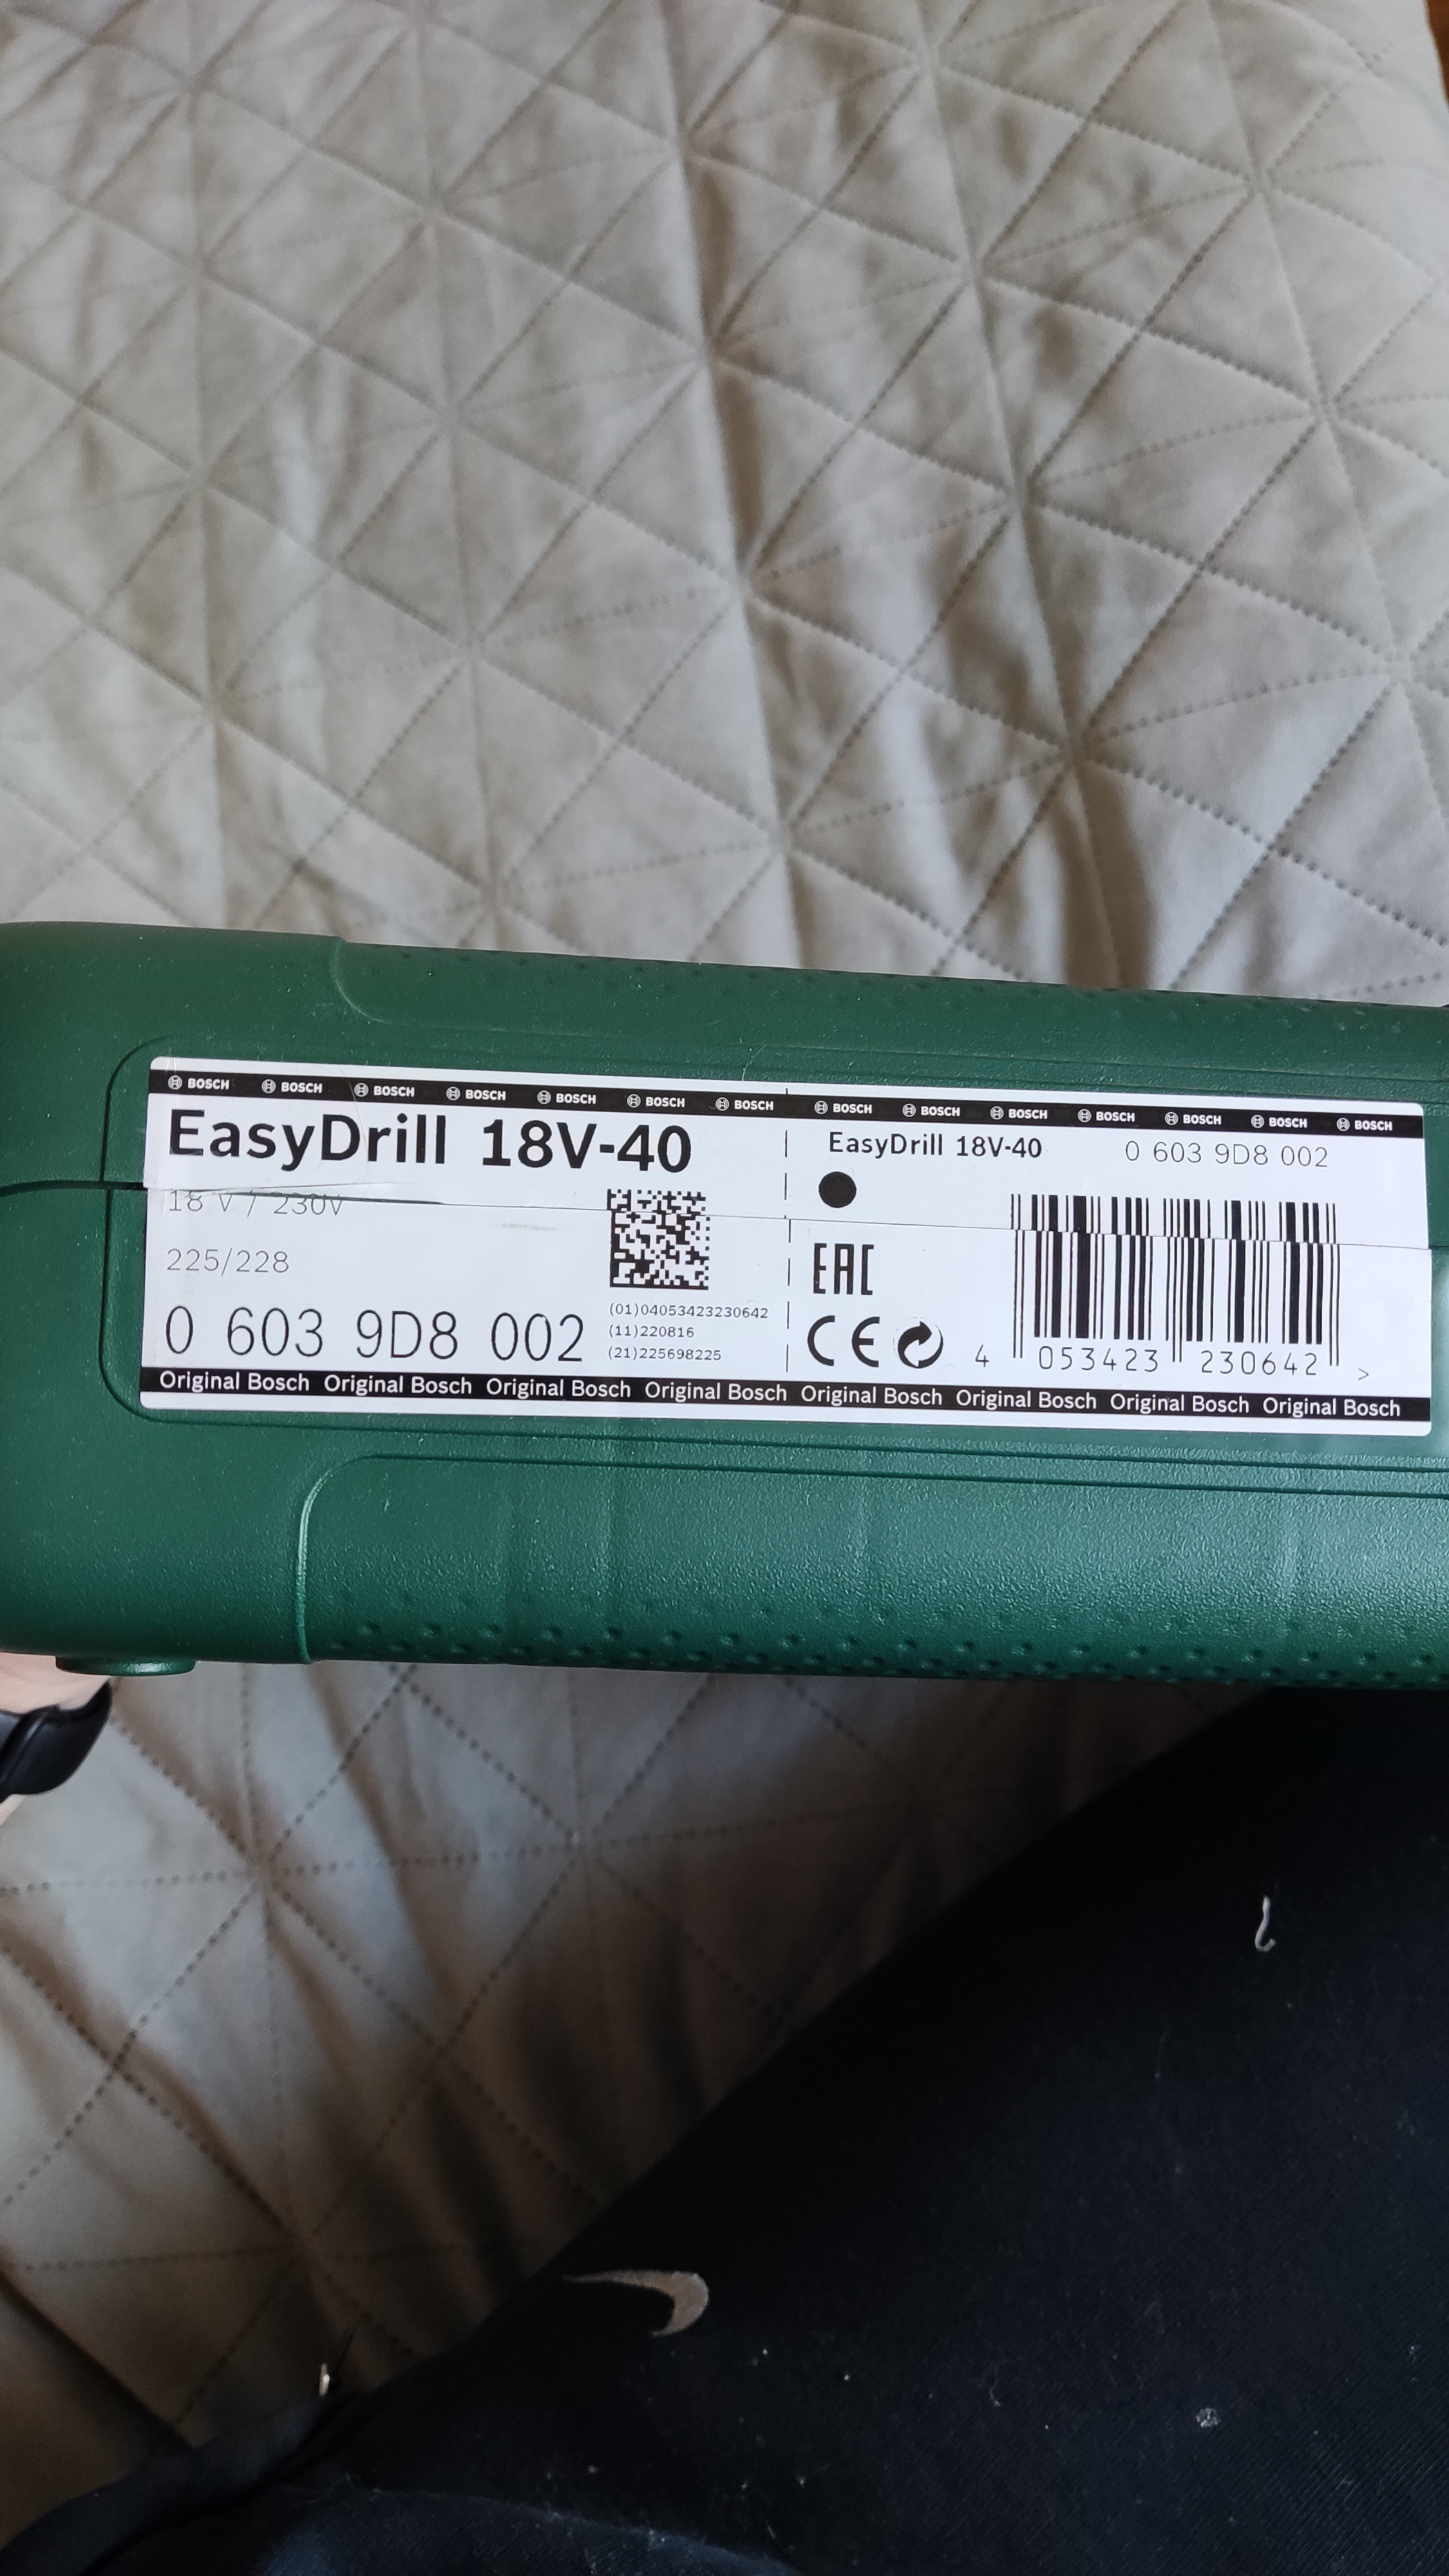 BOSCH BOSCH BOSCH BOSCH BOSCH BOSCH BOSCH BOSCH BOSCH BOSCH BOSCH BOSCH BOSCH BOSCH
EasyDrill 18V-40
18 V / 230V
225/228
0 603 9D8 002
(01)04053423230642
(11)220816
(21)225698225
EasyDrill 18V-40
0 603 9D8 002
EAC
CE
4 053423 230642 >
Original Bosch Original Bosch Original Bosch Original Bosch Original Bosch Original Bosch Original Bosch Original Bosch